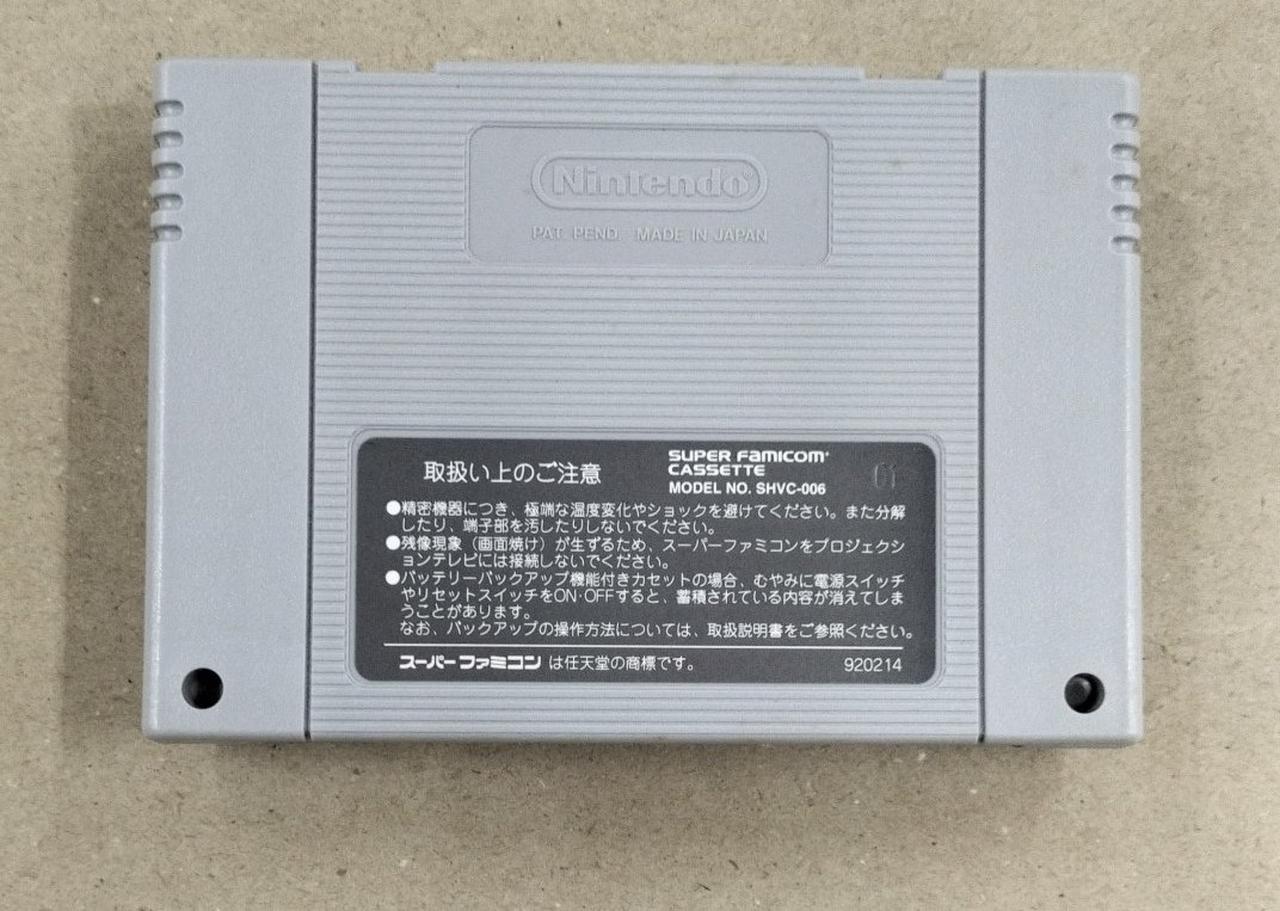 Nintendo®
PAT. PEND. MADE IN JAPAN
取扱い上のご注意
SUPER FAMICOM
CASSETTE
MODEL NO. SHVC-006
01
●精密機器につき、極端な温度変化やショックを避けてください。また分解
したり、端子部を汚したりしないでください。
●残像現象（画面焼け）が生ずるため、スーパーファミコンをプロジェクシ
ョンテレビには接続しないでください。
●バッテリーバックアップ機能付きカセットの場合、むやみに電源スイッチ
やリセットスイッチをON·OFFすると、蓄積されている内容が消えてしま
うことがあります。
なお、バックアップの操作方法については、取扱説明書をご参照ください。
スーパーファミコン は任天堂の商標です。
920214